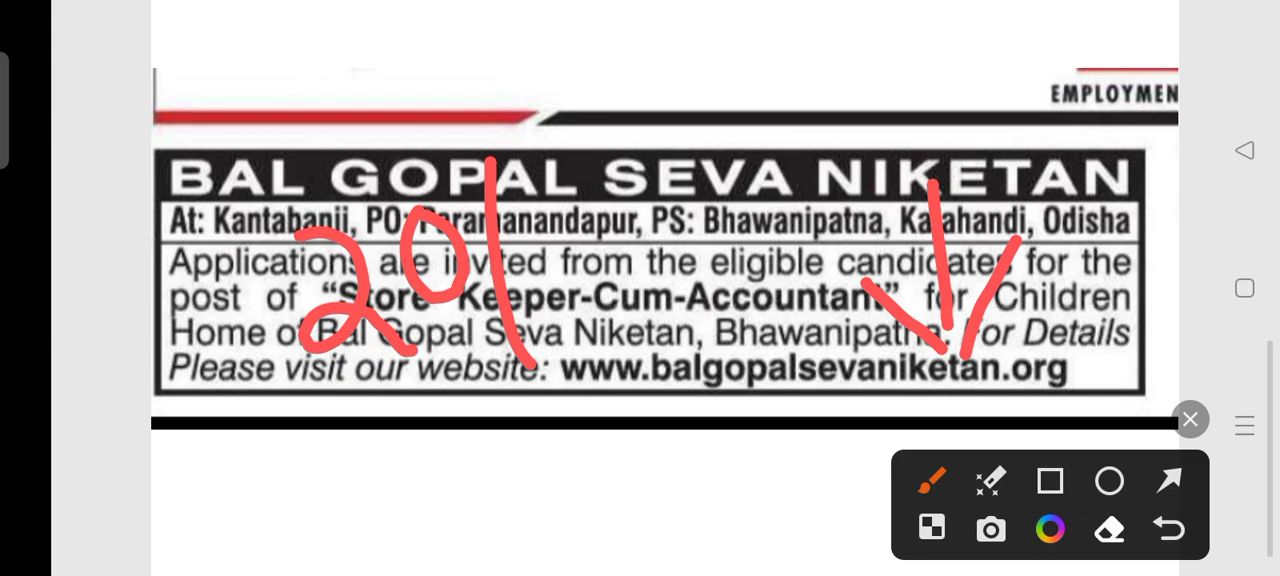 EMPLOYMEN
BAL GOPAL SEVA NIKETAN
At: Kantabanji, PO: Paramanandapur, PS: Bhawanipatna, Kalahandi, Odisha
Applications are invited from the eligible candidates for the
post of “Store Keeper-Cum-Accountant” for Children
Home of Bal Gopal Seva Niketan, Bhawanipatna. For Details
Please visit our website: www.balgopalsevaniketan.org
201